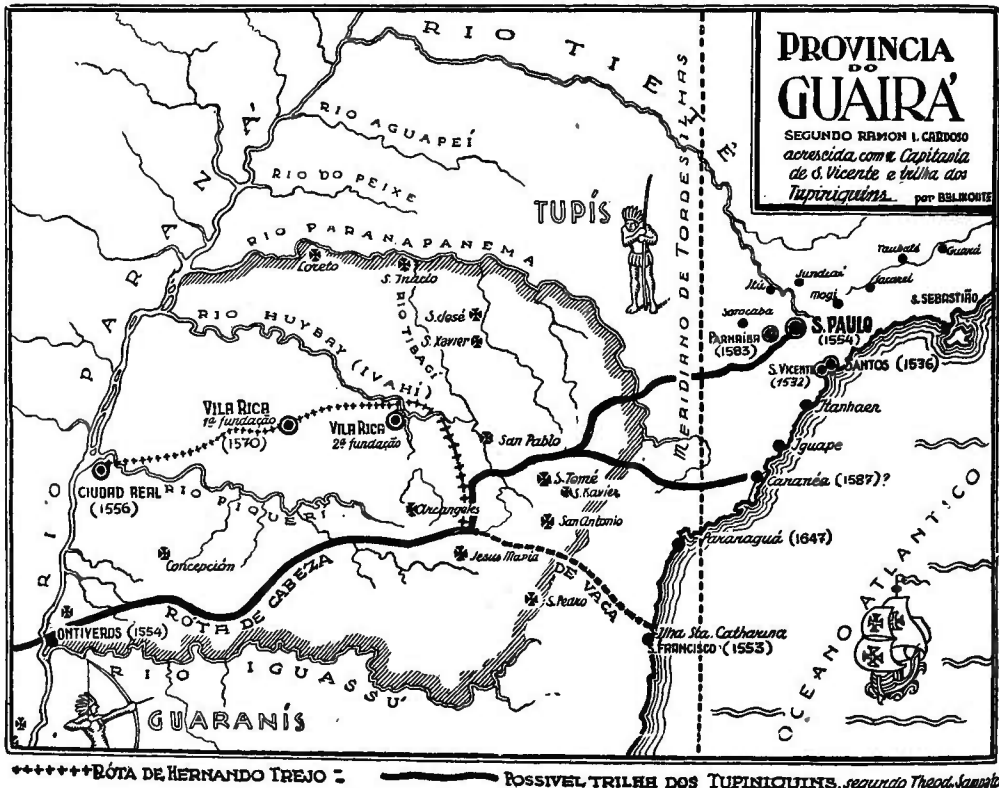 PROVINCIA
DO
GUAIRÁ
SEGUNDO RAMON I. CARDOSO
acrescida com a Capitania
de S. Vicente e trilha dos
Tupiniquins por BELMONTE
RIO TIETÊ
MERIDIANO DE TORDESILHAS
RIO PARANÁ
RIO AGUAPEÍ
RIO DO PEIXE
TUPÍS
RIO PARANAPANEMA
Loreto
S. Inacio
RIO TIBAGÍ
S. José
S. Xavier
RIO HUYBAY (IVAHÍ)
Taubaté
Guará
Jundiaí
Jacareí
Itú
Mogi
S. SEBASTIÃO
Sorocaba
S. PAULO
(1554)
PARNAÍBA
(1583)
S. VICENTE
(1532)
SANTOS (1536)
Itanhaen
Iguape
Cananéa (1587)?
Paranaguá (1647)
VILA RICA
1ª fundação
(1570)
VILA RICA
2ª fundação
San Pablo
CIUDAD REAL
(1556)
RIO PIQUERÍ
S. Tomé
S. Xavier
Arcangeles
San Antonio
Concepción
Jesus Maria
S. Pedro
ROTA DE CABEZA
DE VACA
ONTIVEROS (1554)
Ilha Sta. Catharina
S. FRANCISCO (1553)
RIO IGUASSÚ
GUARANÍS
OCEANO ATLANTICO
RÓTA DE HERNANDO TREJO
POSSIVEL TRILHA DOS TUPINIQUINS, segundo Theod. Sampaio